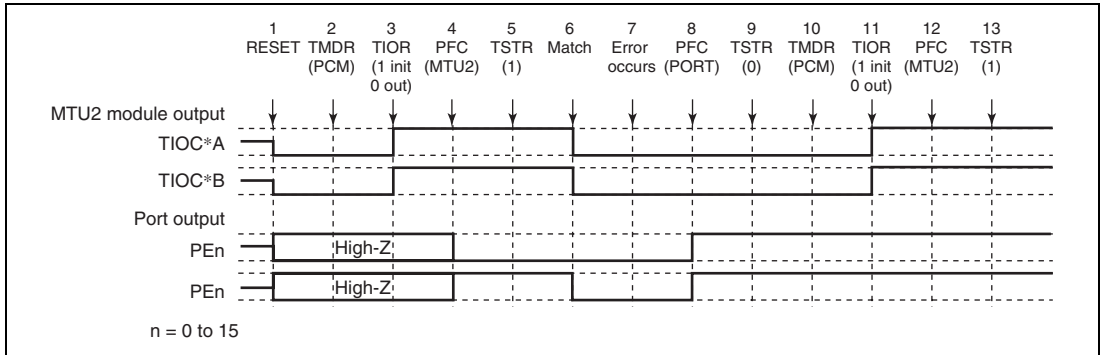 1 2 3 4 5 6 7 8 9 10 11 12 13
RESET TMDR TIOR PFC TSTR Match Error PFC TSTR TMDR TIOR PFC TSTR
(PCM) (1 init (MTU2) (1) occurs (PORT) (0) (PCM) (1 init (MTU2) (1)
0 out) 0 out)
MTU2 module output
TIOC*A
TIOC*B
Port output
PEn High-Z
PEn High-Z
n = 0 to 15